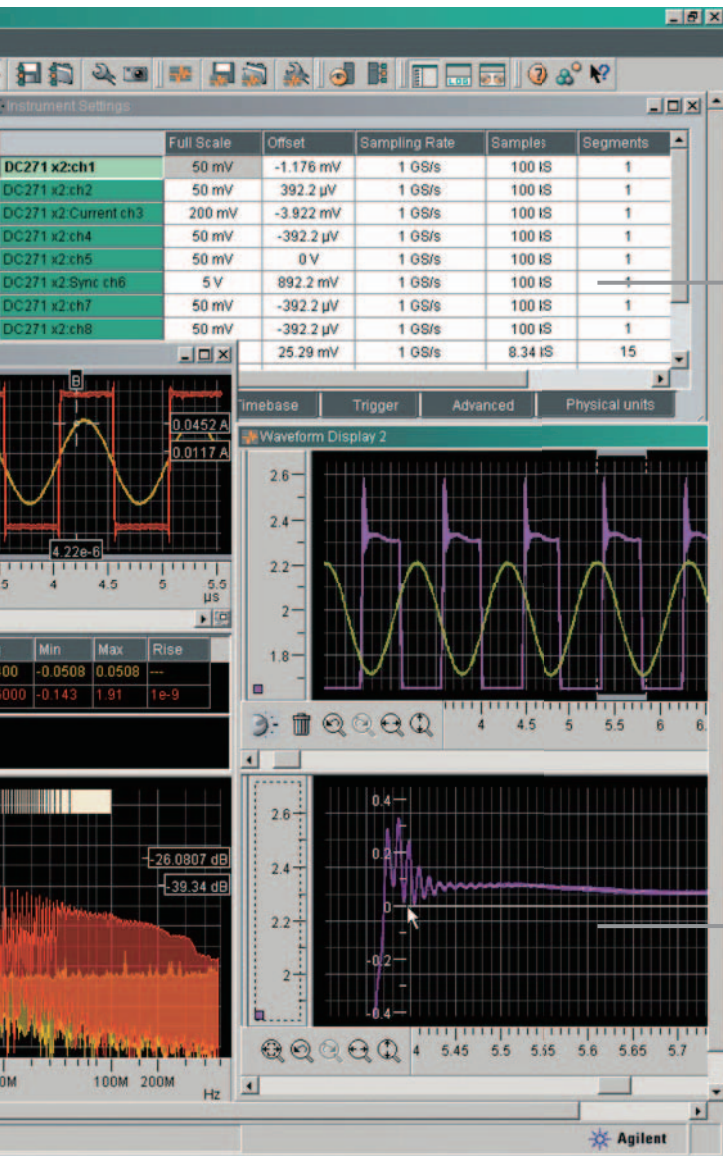 Instrument Settings
Full Scale Offset Sampling Rate Samples Segments
DC271 x2:ch1 50 mV -1.176 mV 1 GS/s 100 kS 1
DC271 x2:ch2 50 mV 392.2 µV 1 GS/s 100 kS 1
DC271 x2:Current ch3 200 mV -3.922 mV 1 GS/s 100 kS 1
DC271 x2:ch4 50 mV -392.2 µV 1 GS/s 100 kS 1
DC271 x2:ch5 50 mV 0 V 1 GS/s 100 kS 1
DC271 x2:Sync ch6 5 V 892.2 mV 1 GS/s 100 kS 1
DC271 x2:ch7 50 mV -392.2 µV 1 GS/s 100 kS 1
DC271 x2:ch8 50 mV -392.2 µV 1 GS/s 100 kS 1
25.29 mV 1 GS/s 8.34 kS 15
Timebase Trigger Advanced Physical units
B
0.0452 A
0.0117 A
4.22e-6
5 4 4.5 5 5.5
µs
Min Max Rise
00 -0.0508 0.0508 ---
5000 -0.143 1.91 1e-9
-26.0807 dB
-39.34 dB
0M 100M 200M
Hz
Waveform Display 2
2.6
2.4
2.2
2
1.8
4 4.5 5 5.5 6 6.
2.6
2.4
2.2
2
0.4
0.2
0
-0.2
-0.4
4 5.45 5.5 5.55 5.6 5.65 5.7
LOG
Agilent